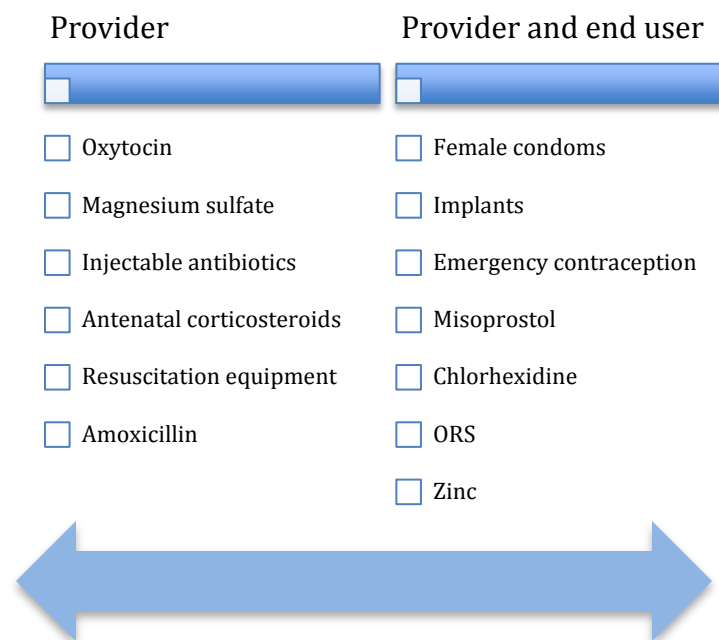 Provider
Oxytocin
Magnesium sulfate
Injectable antibiotics
Antenatal corticosteroids
Resuscitation equipment
Amoxicillin
Provider and end user
Female condoms
Implants
Emergency contraception
Misoprostol
Chlorhexidine
ORS
Zinc